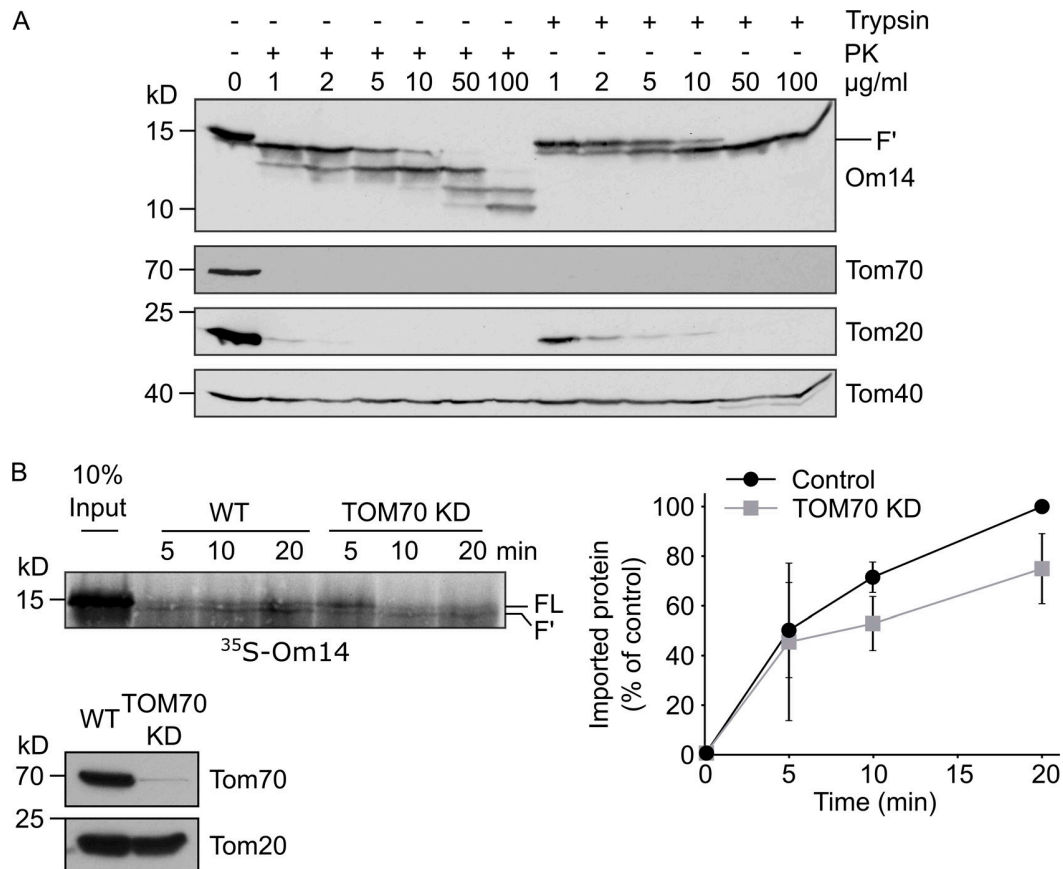 A
- - - - - - - + + + + + + Trypsin
- + + + + + + - - - - - - PK
0 1 2 5 10 50 100 1 2 5 10 50 100 µg/ml
kD
15
F'
Om14
10
70
Tom70
25
Tom20
40
Tom40
B
10%
Input
WT
TOM70 KD
5 10 20 5 10 20 min
kD
15
FL
F'
³⁵S-Om14
WT
TOM70
KD
kD
70
Tom70
25
Tom20
Control
TOM70 KD
Imported protein
(% of control)
100
80
60
40
20
0
0 5 10 15 20
Time (min)